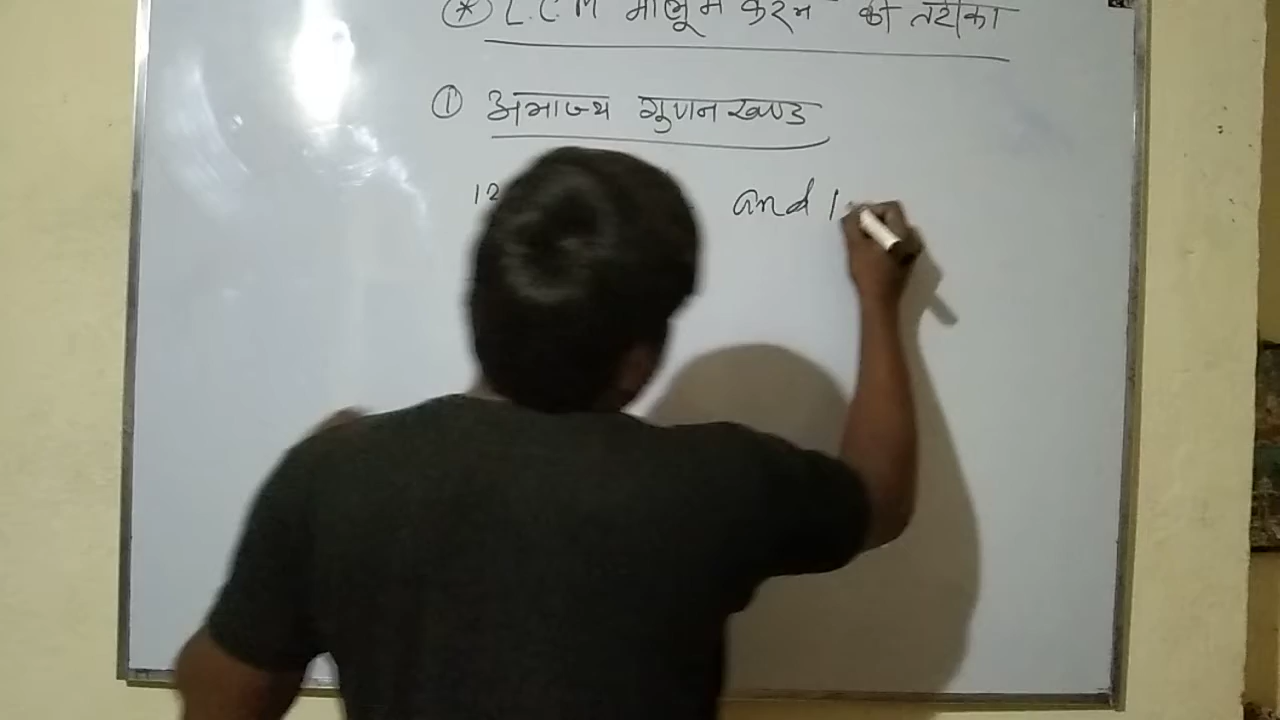 * L.C.M मालूम करने का तरीका
① अभाज्य गुणनखण्ड
12 and 1